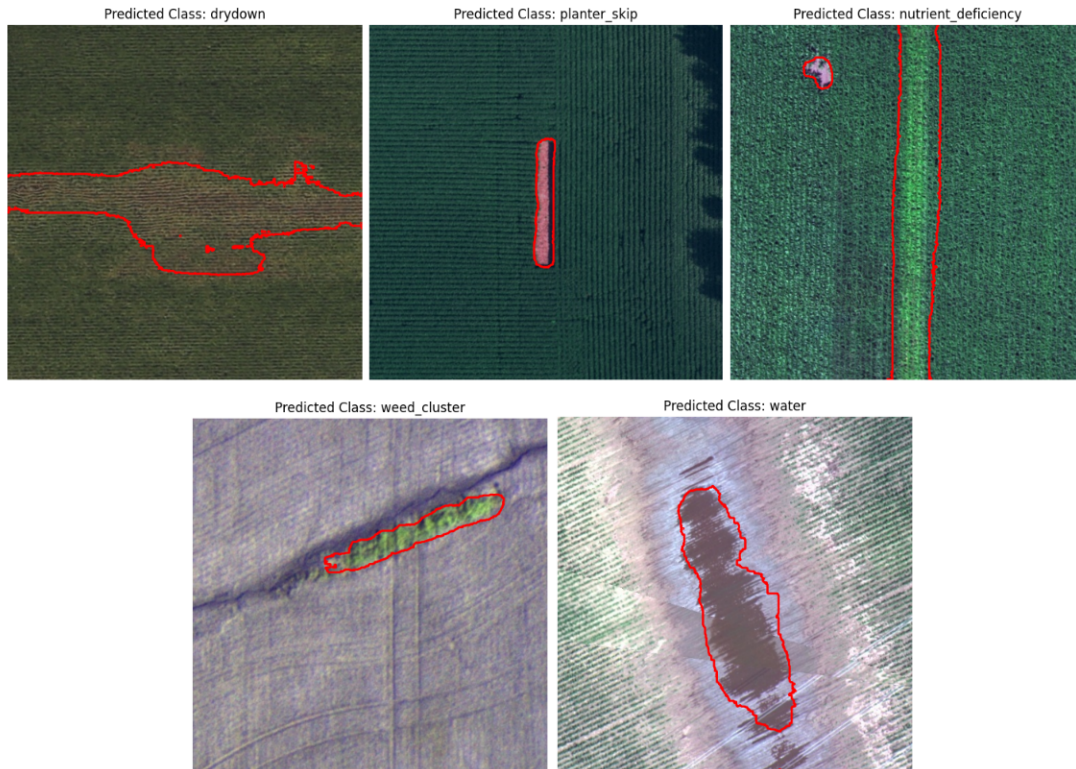 Predicted Class: drydown
Predicted Class: planter_skip
Predicted Class: nutrient_deficiency
Predicted Class: weed_cluster
Predicted Class: water